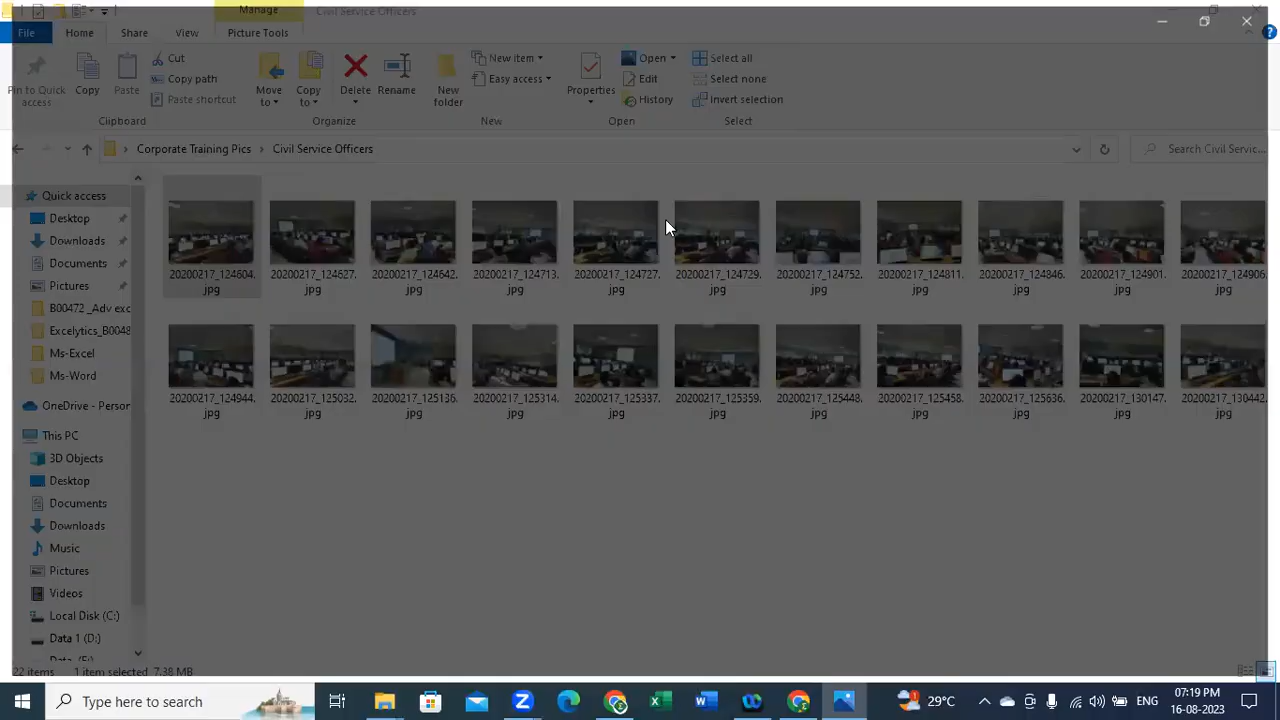 Manage
Civil Service Officers
File
Home
Share
View
Picture Tools
Pin to Quick access
Copy
Paste
Cut
Copy path
Paste shortcut
Clipboard
Move to
Copy to
Delete
Rename
Organize
New folder
New item
Easy access
New
Properties
Open
Edit
History
Open
Select all
Select none
Invert selection
Select
Corporate Training Pics > Civil Service Officers
Search Civil Servic...
Quick access
Desktop
Downloads
Documents
Pictures
B00472_Adv exc
Excelytics_B0048
Ms-Excel
Ms-Word
OneDrive - Person
This PC
3D Objects
Desktop
Documents
Downloads
Music
Pictures
Videos
Local Disk (C:)
Data 1 (D:)
20200217_124604.jpg
20200217_124627.jpg
20200217_124642.jpg
20200217_124713.jpg
20200217_124727.jpg
20200217_124729.jpg
20200217_124752.jpg
20200217_124811.jpg
20200217_124846.jpg
20200217_124901.jpg
20200217_124906.jpg
20200217_124944.jpg
20200217_125032.jpg
20200217_125136.jpg
20200217_125314.jpg
20200217_125337.jpg
20200217_125359.jpg
20200217_125448.jpg
20200217_125458.jpg
20200217_125636.jpg
20200217_130147.jpg
20200217_130442.jpg
22 items
1 item selected 7.38 MB
Type here to search
29°C
ENG
07:19 PM
16-08-2023